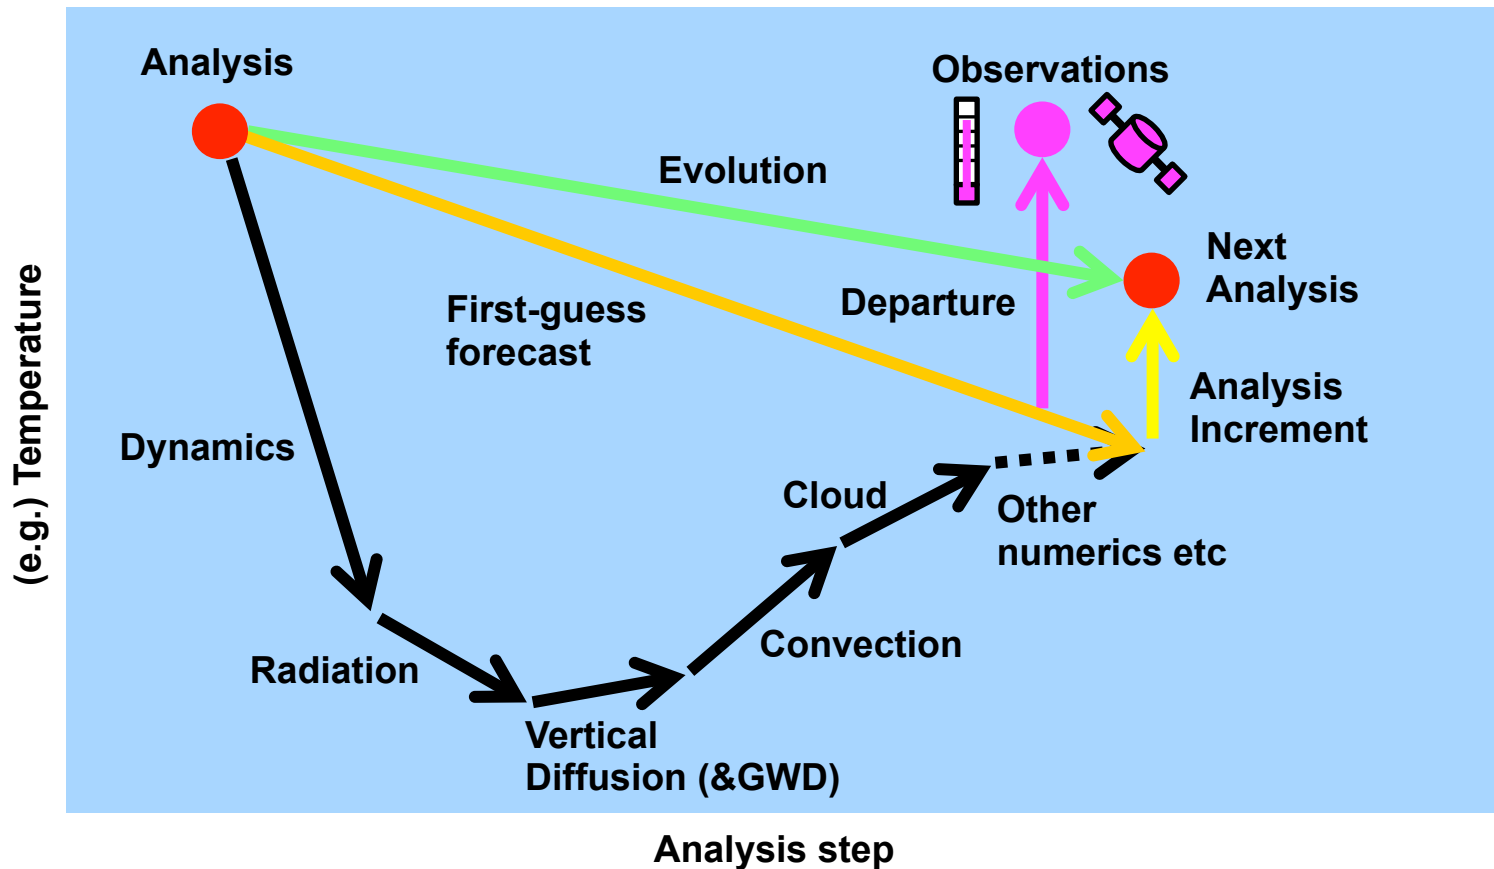 Analysis
Observations
Evolution
Next
Analysis
First-guess
forecast
Departure
Analysis
Increment
Dynamics
Cloud
Other
numerics etc
Convection
Radiation
Vertical
Diffusion (&GWD)
(e.g.) Temperature
Analysis step